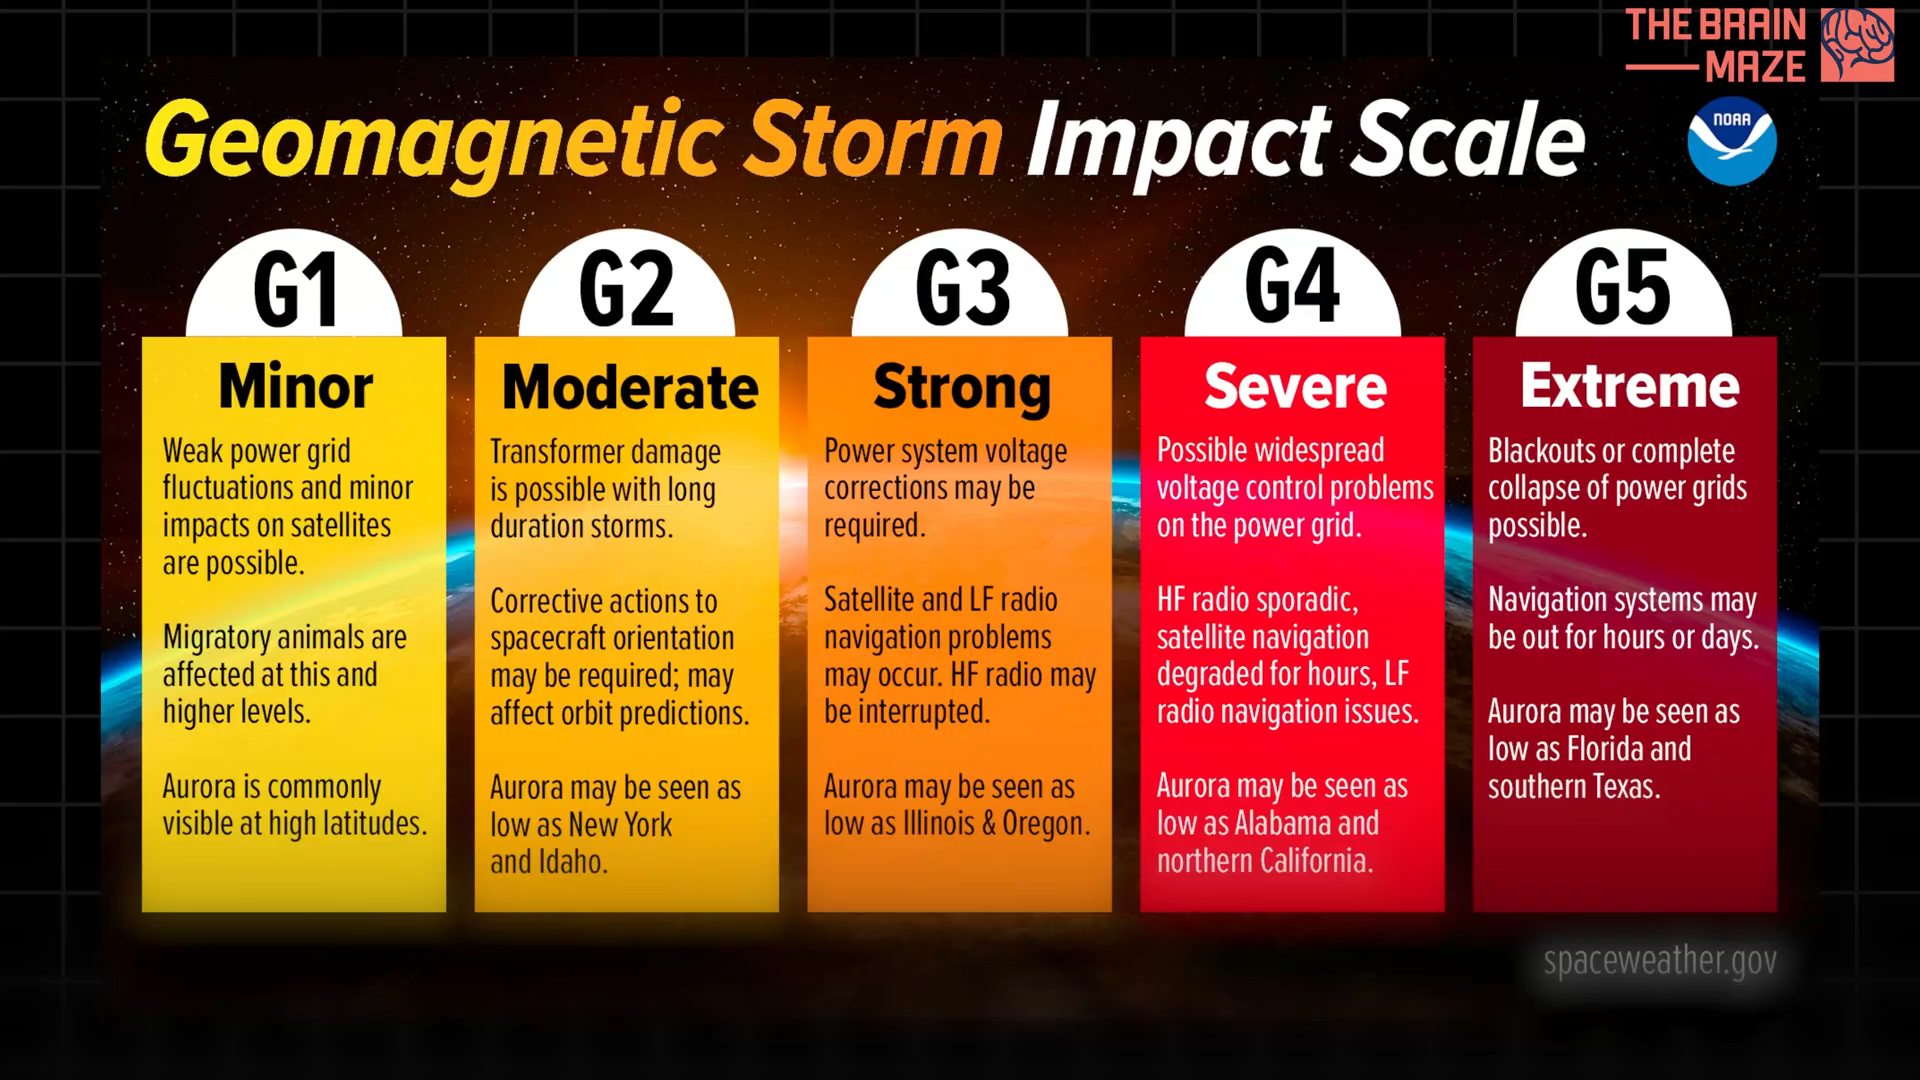 THE BRAIN
MAZE
Geomagnetic Storm Impact Scale
NOAA
G1
Minor
Weak power grid
fluctuations and minor
impacts on satellites
are possible.
Migratory animals are
affected at this and
higher levels.
Aurora is commonly
visible at high latitudes.
G2
Moderate
Transformer damage
is possible with long
duration storms.
Corrective actions to
spacecraft orientation
may be required; may
affect orbit predictions.
Aurora may be seen as
low as New York
and Idaho.
G3
Strong
Power system voltage
corrections may be
required.
Satellite and LF radio
navigation problems
may occur. HF radio may
be interrupted.
Aurora may be seen as
low as Illinois & Oregon.
G4
Severe
Possible widespread
voltage control problems
on the power grid.
HF radio sporadic,
satellite navigation
degraded for hours, LF
radio navigation issues.
Aurora may be seen as
low as Alabama and
northern California.
G5
Extreme
Blackouts or complete
collapse of power grids
possible.
Navigation systems may
be out for hours or days.
Aurora may be seen as
low as Florida and
southern Texas.
spaceweather.gov